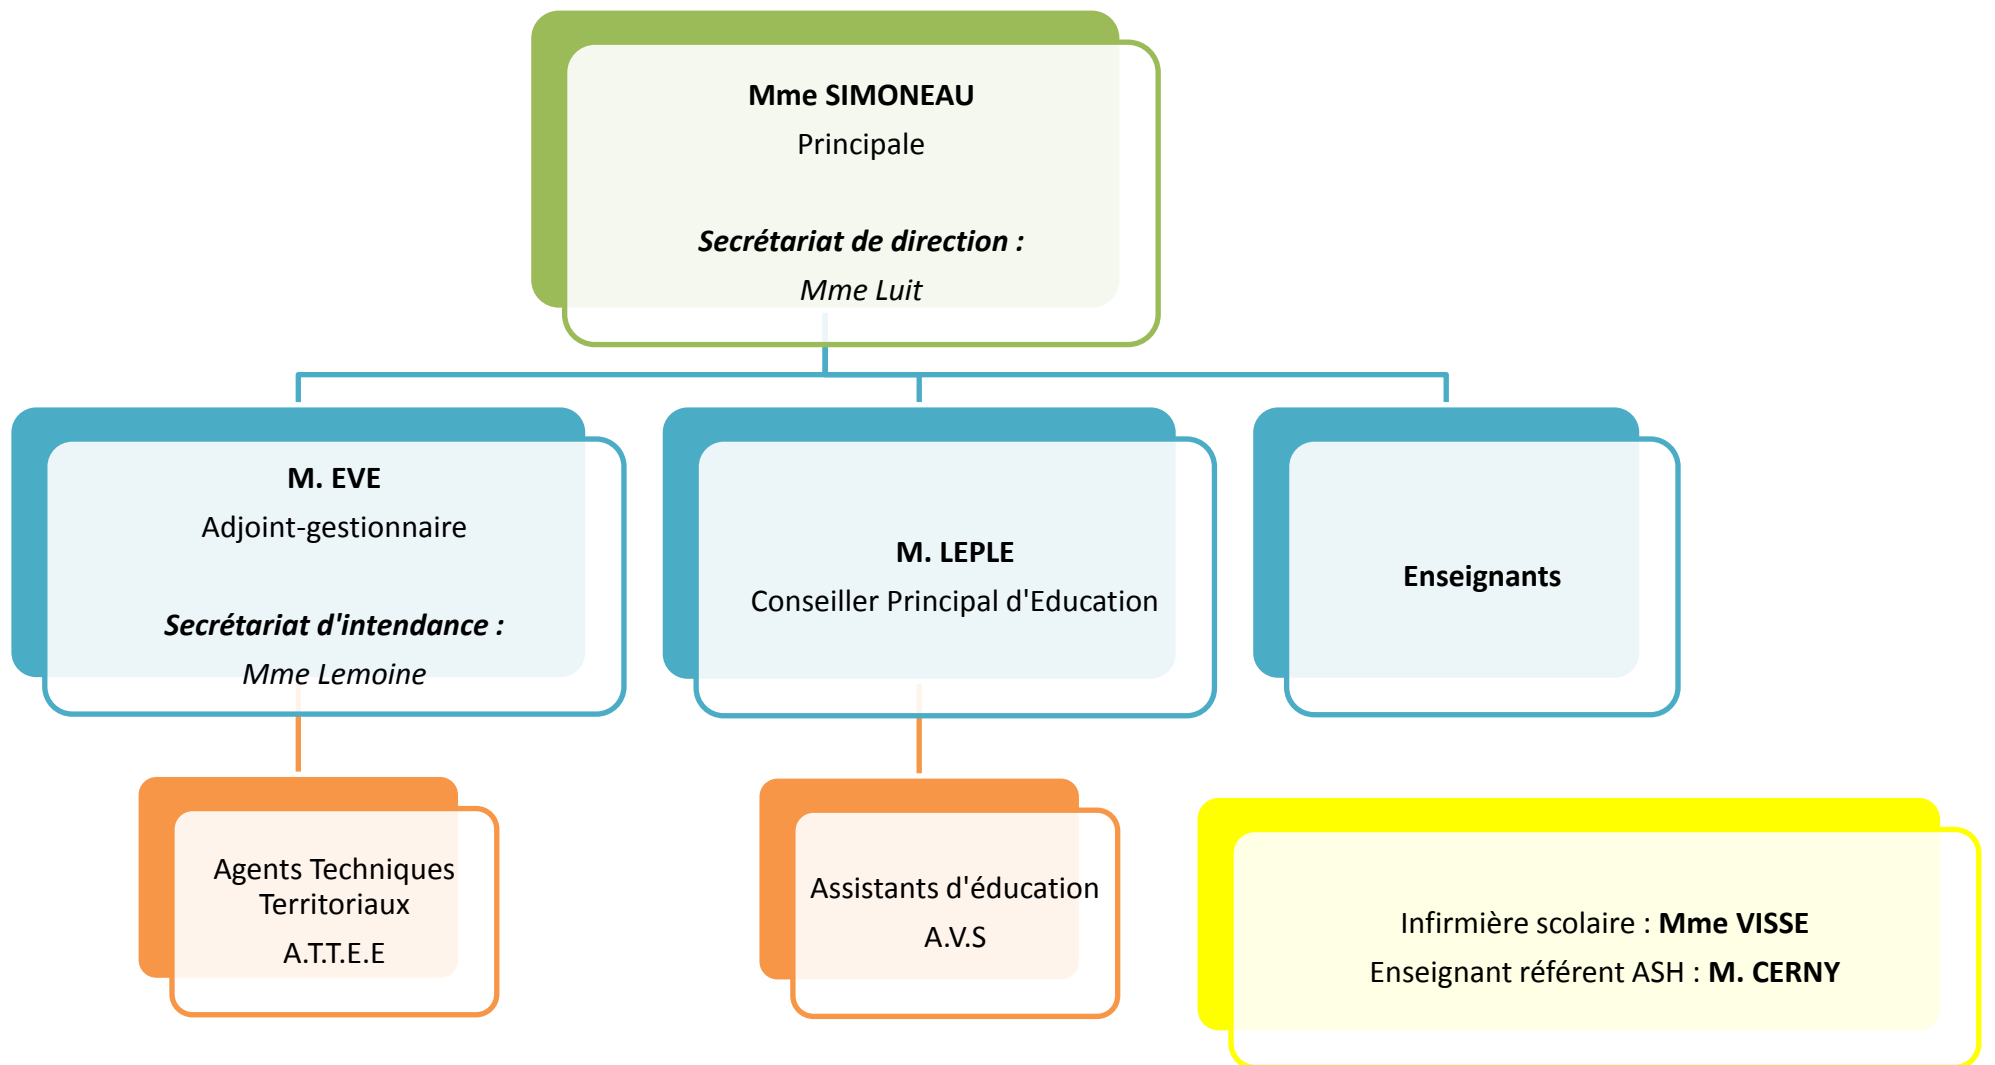 Mme SIMONEAU
Principale
Secrétariat de direction :
Mme Luit
M. EVE
Adjoint-gestionnaire
Secrétariat d'intendance :
Mme Lemoine
M. LEPLE
Conseiller Principal d'Education
Enseignants
Agents Techniques
Territoriaux
A.T.T.E.E
Assistants d'éducation
A.V.S
Infirmière scolaire : Mme VISSE
Enseignant référent ASH : M. CERNY